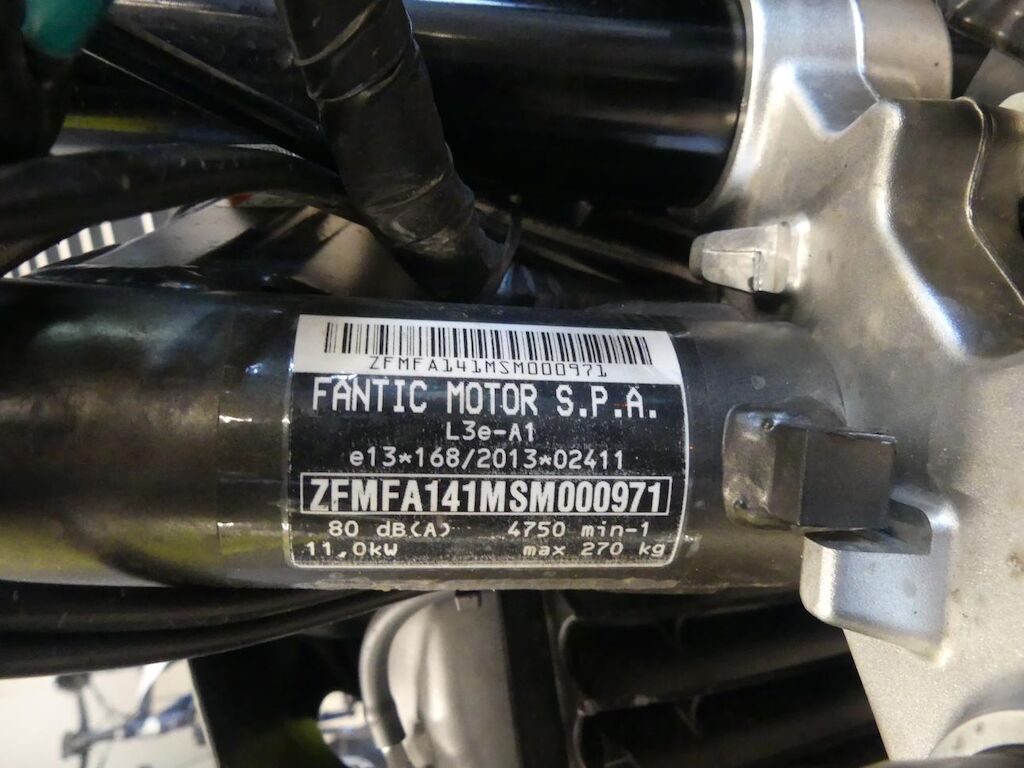 ZFMFA141MSM000971
FANTIC MOTOR S.P.A.
L3e-A1
e13*168/2013*02411
ZFMFA141MSM000971
80 dB(A) 4750 min-1
11,0kW max 270 kg